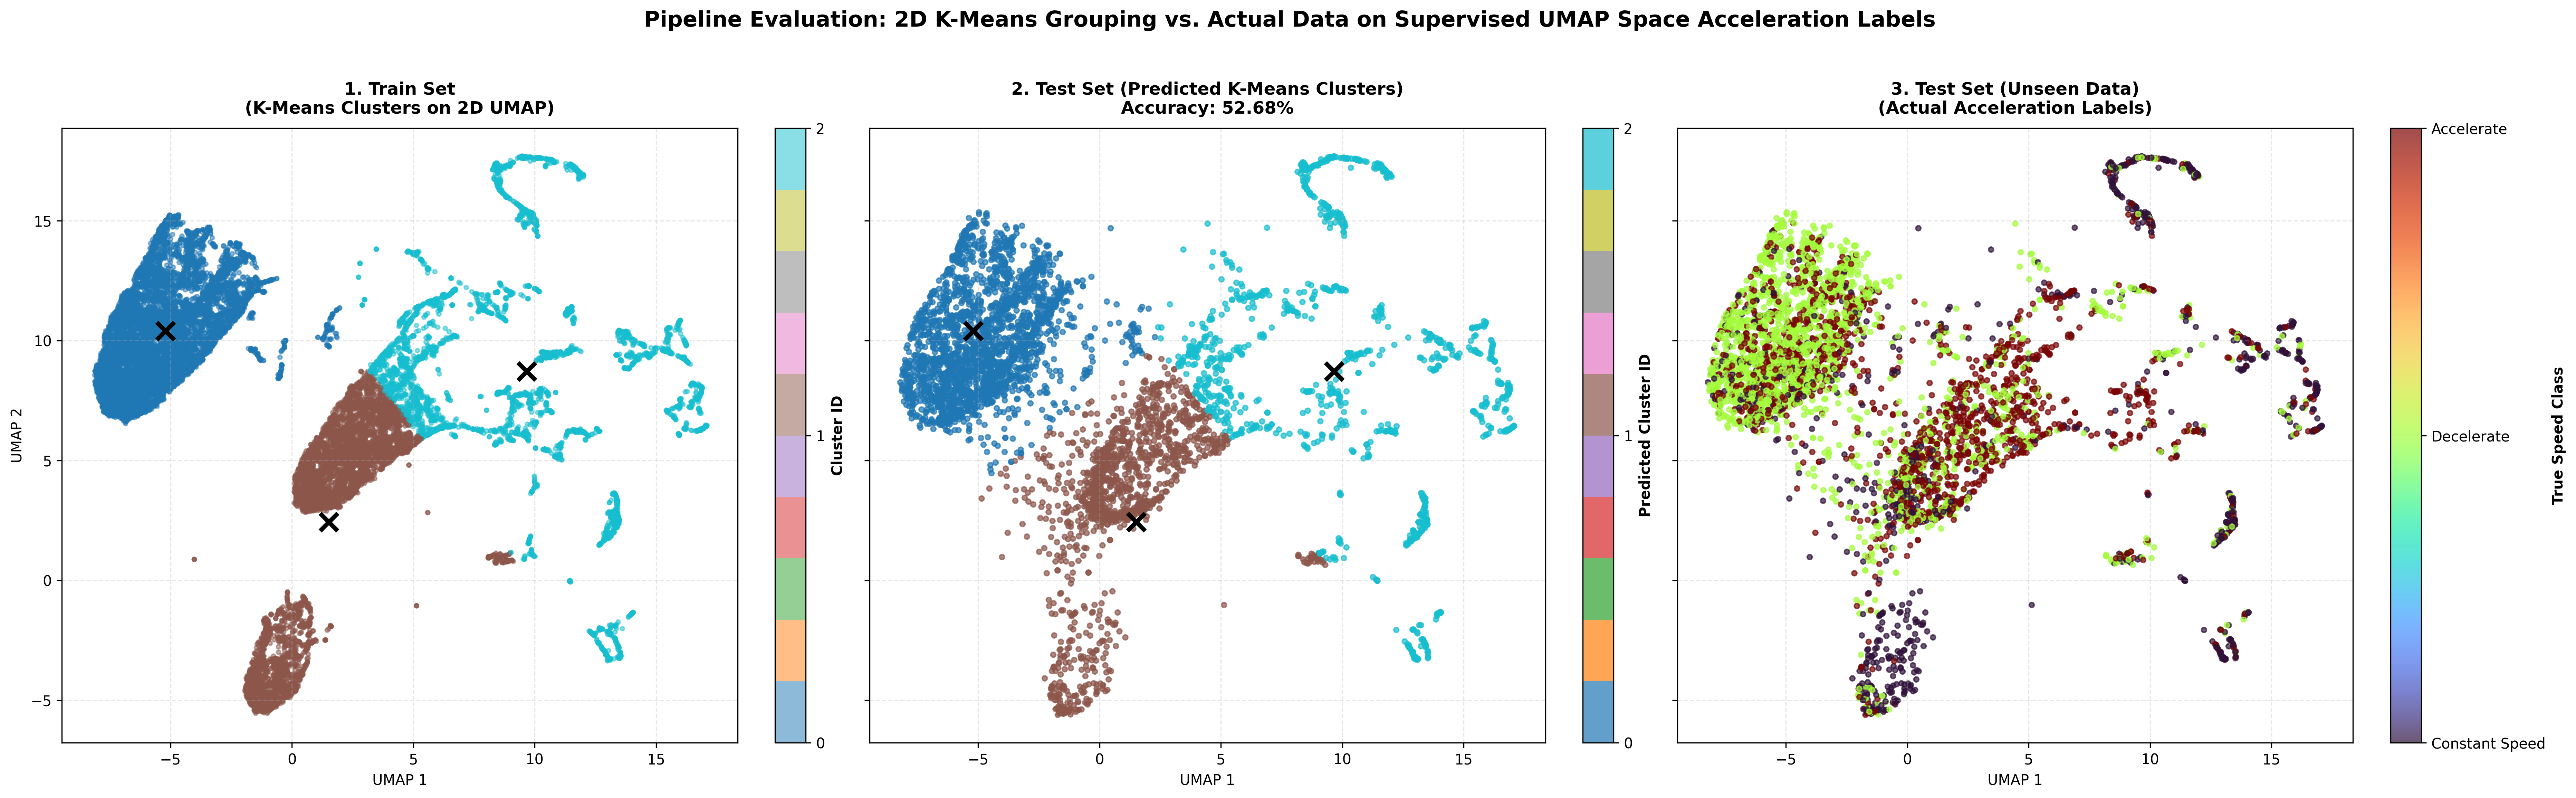 Pipeline Evaluation: 2D K-Means Grouping vs. Actual Data on Supervised UMAP Space Acceleration Labels
1. Train Set
(K-Means Clusters on 2D UMAP)
15
10
5
0
−5
UMAP 2
−5 0 5 10 15
UMAP 1
2
1
0
Cluster ID
2. Test Set (Predicted K-Means Clusters)
Accuracy: 52.68%
−5 0 5 10 15
UMAP 1
2
1
0
Predicted Cluster ID
3. Test Set (Unseen Data)
(Actual Acceleration Labels)
−5 0 5 10 15
UMAP 1
Accelerate
Decelerate
Constant Speed
True Speed Class